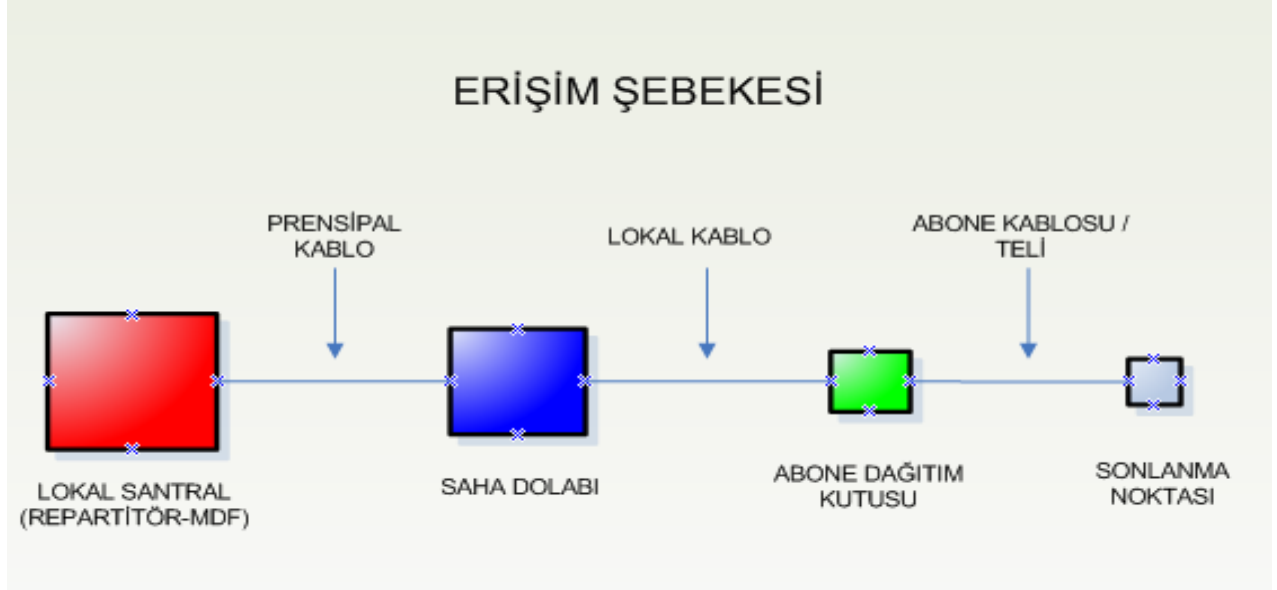 ERİŞİM ŞEBEKESİ
PRENSİPAL
KABLO
LOKAL KABLO
ABONE KABLOSU /
TELİ
LOKAL SANTRAL
(REPARTİTÖR-MDF)
SAHA DOLABI
ABONE DAĞITIM
KUTUSU
SONLANMA
NOKTASI